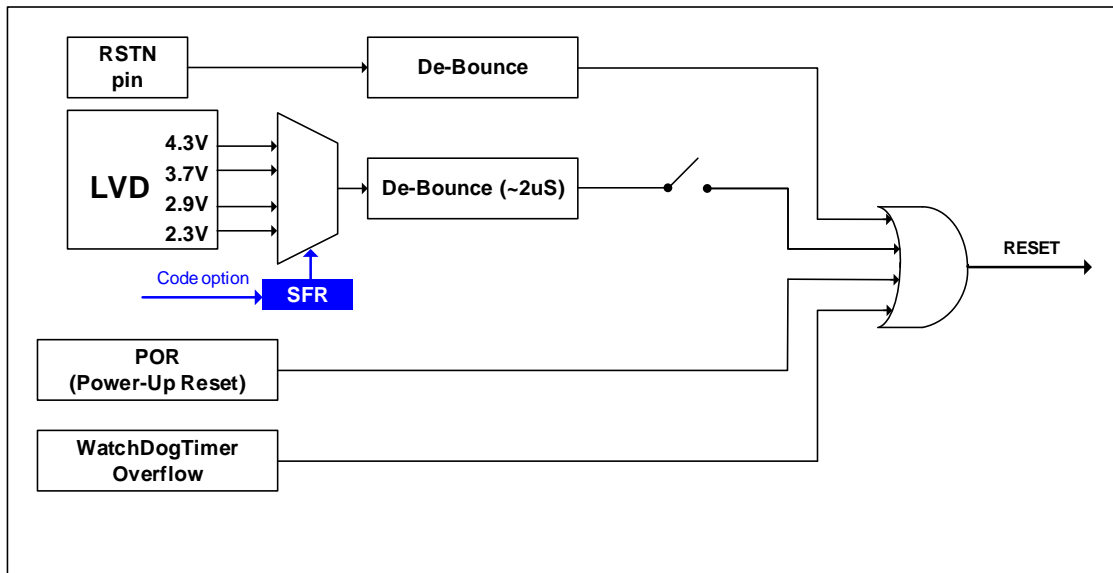 RSTN
pin
De-Bounce
LVD
4.3V
3.7V
2.9V
2.3V
De-Bounce (~2uS)
Code option
SFR
RESET
POR
(Power-Up Reset)
WatchDogTimer
Overflow